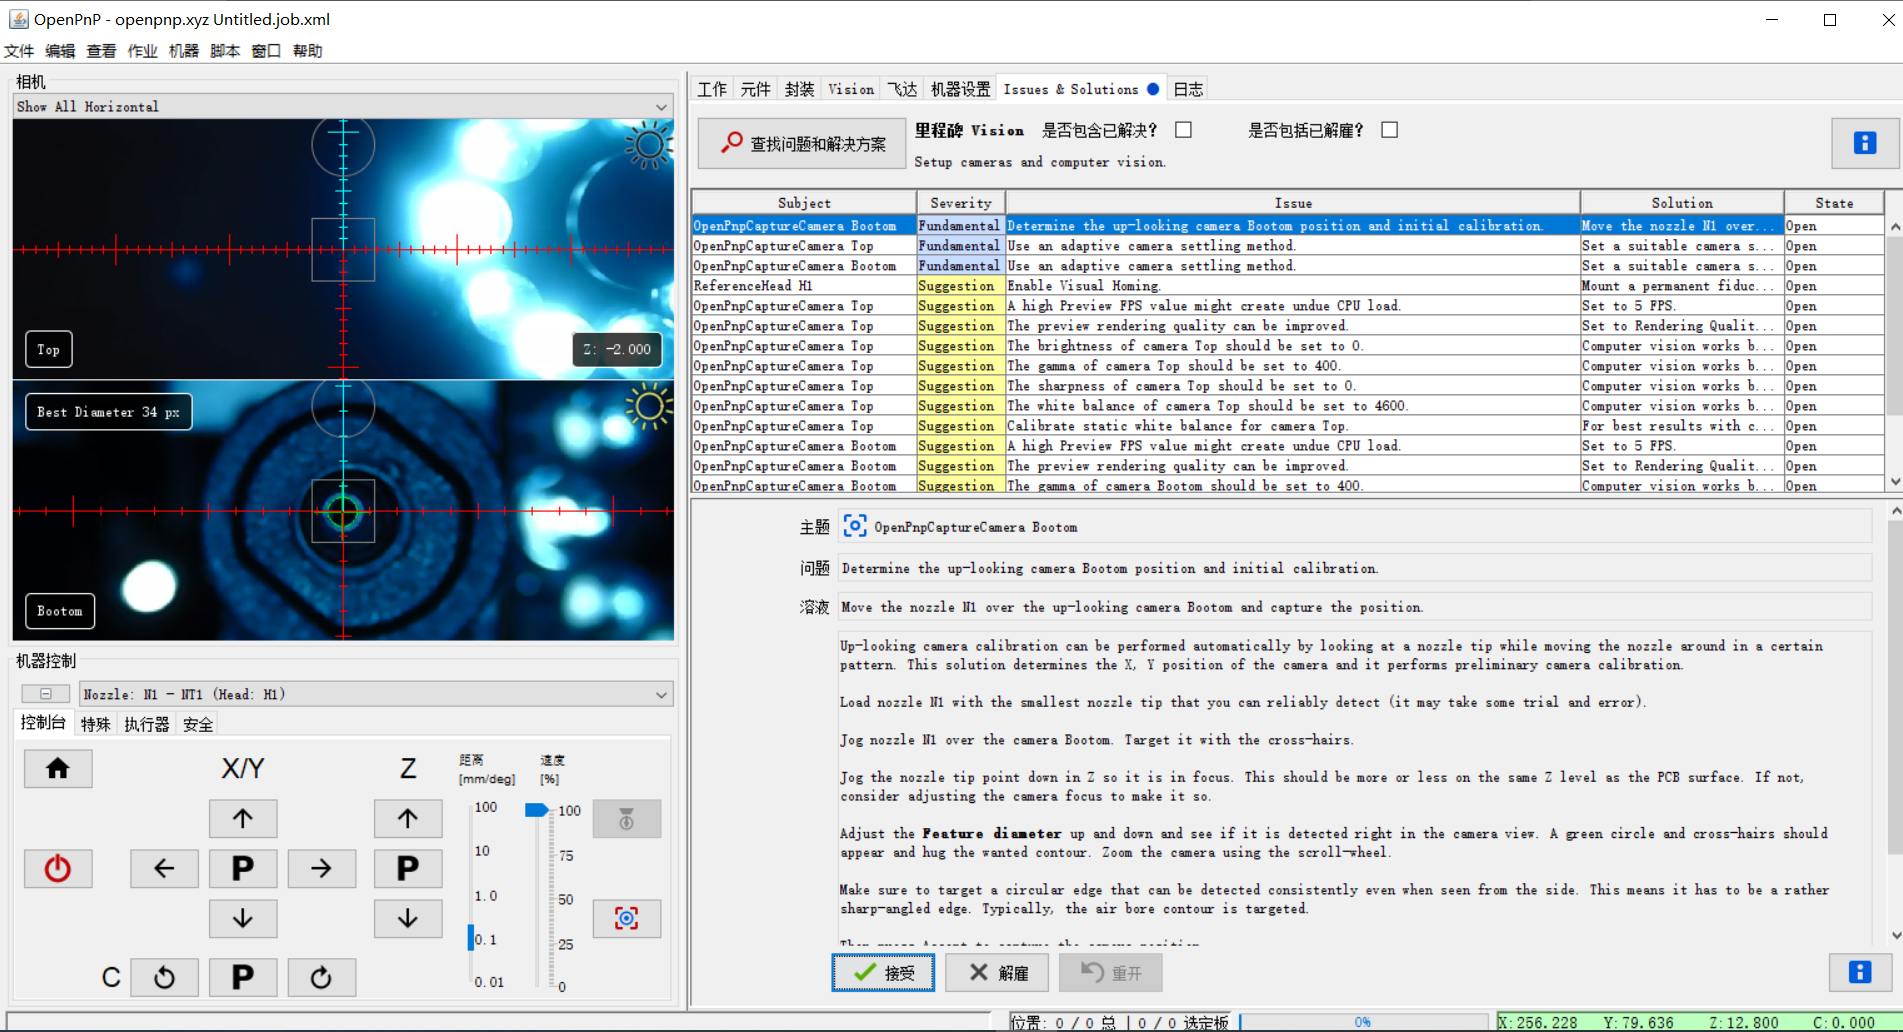 OpenPnP - openpnp.xyz Untitled.job.xml
文件 编辑 查看 作业 机器 脚本 窗口 帮助
相机
Show All Horizontal
Top
Z: -2.000
Best Diameter 34 px
Bootom
机器控制
Nozzle: N1 - NT1 (Head: H1)
控制台 特殊 执行器 安全
X/Y Z 距离 [mm/deg] 速度 [%]
100 100
10 75
P P
1.0 50
0.1 25
0.01 0
C P
工作 元件 封装 Vision 飞达 机器设置 Issues & Solutions 日志
查找问题和解决方案
里程碑 Vision 是否包含已解决? 是否包括已解雇?
Setup cameras and computer vision.
Subject Severity Issue Solution State
OpenPnpCaptureCamera Bootom Fundamental Determine the up-looking camera Bootom position and initial calibration. Move the nozzle N1 over... Open
OpenPnpCaptureCamera Top Fundamental Use an adaptive camera settling method. Set a suitable camera s... Open
OpenPnpCaptureCamera Bootom Fundamental Use an adaptive camera settling method. Set a suitable camera s... Open
ReferenceHead H1 Suggestion Enable Visual Homing. Mount a permanent fiduc... Open
OpenPnpCaptureCamera Top Suggestion A high Preview FPS value might create undue CPU load. Set to 5 FPS. Open
OpenPnpCaptureCamera Top Suggestion The preview rendering quality can be improved. Set to Rendering Qualit... Open
OpenPnpCaptureCamera Top Suggestion The brightness of camera Top should be set to 0. Computer vision works b... Open
OpenPnpCaptureCamera Top Suggestion The gamma of camera Top should be set to 400. Computer vision works b... Open
OpenPnpCaptureCamera Top Suggestion The sharpness of camera Top should be set to 0. Computer vision works b... Open
OpenPnpCaptureCamera Top Suggestion The white balance of camera Top should be set to 4600. Computer vision works b... Open
OpenPnpCaptureCamera Top Suggestion Calibrate static white balance for camera Top. For best results with c... Open
OpenPnpCaptureCamera Bootom Suggestion A high Preview FPS value might create undue CPU load. Set to 5 FPS. Open
OpenPnpCaptureCamera Bootom Suggestion The preview rendering quality can be improved. Set to Rendering Qualit... Open
OpenPnpCaptureCamera Bootom Suggestion The gamma of camera Bootom should be set to 400. Computer vision works b... Open
主题 OpenPnpCaptureCamera Bootom
问题 Determine the up-looking camera Bootom position and initial calibration.
溶液 Move the nozzle N1 over the up-looking camera Bootom and capture the position.
Up-looking camera calibration can be performed automatically by looking at a nozzle tip while moving the nozzle around in a certain
pattern. This solution determines the X, Y position of the camera and it performs preliminary camera calibration.
Load nozzle N1 with the smallest nozzle tip that you can reliably detect (it may take some trial and error).
Jog nozzle N1 over the camera Bootom. Target it with the cross-hairs.
Jog the nozzle tip point down in Z so it is in focus. This should be more or less on the same Z level as the PCB surface. If not,
consider adjusting the camera focus to make it so.
Adjust the Feature diameter up and down and see if it is detected right in the camera view. A green circle and cross-hairs should
appear and hug the wanted contour. Zoom the camera using the scroll-wheel.
Make sure to target a circular edge that can be detected consistently even when seen from the side. This means it has to be a rather
sharp-angled edge. Typically, the air bore contour is targeted.
Then press Accept to capture the camera position.
接受 解雇 重开
位置: 0 / 0 总 | 0 / 0 选定板 0% X:256.228 Y:79.636 Z:12.800 C:0.000